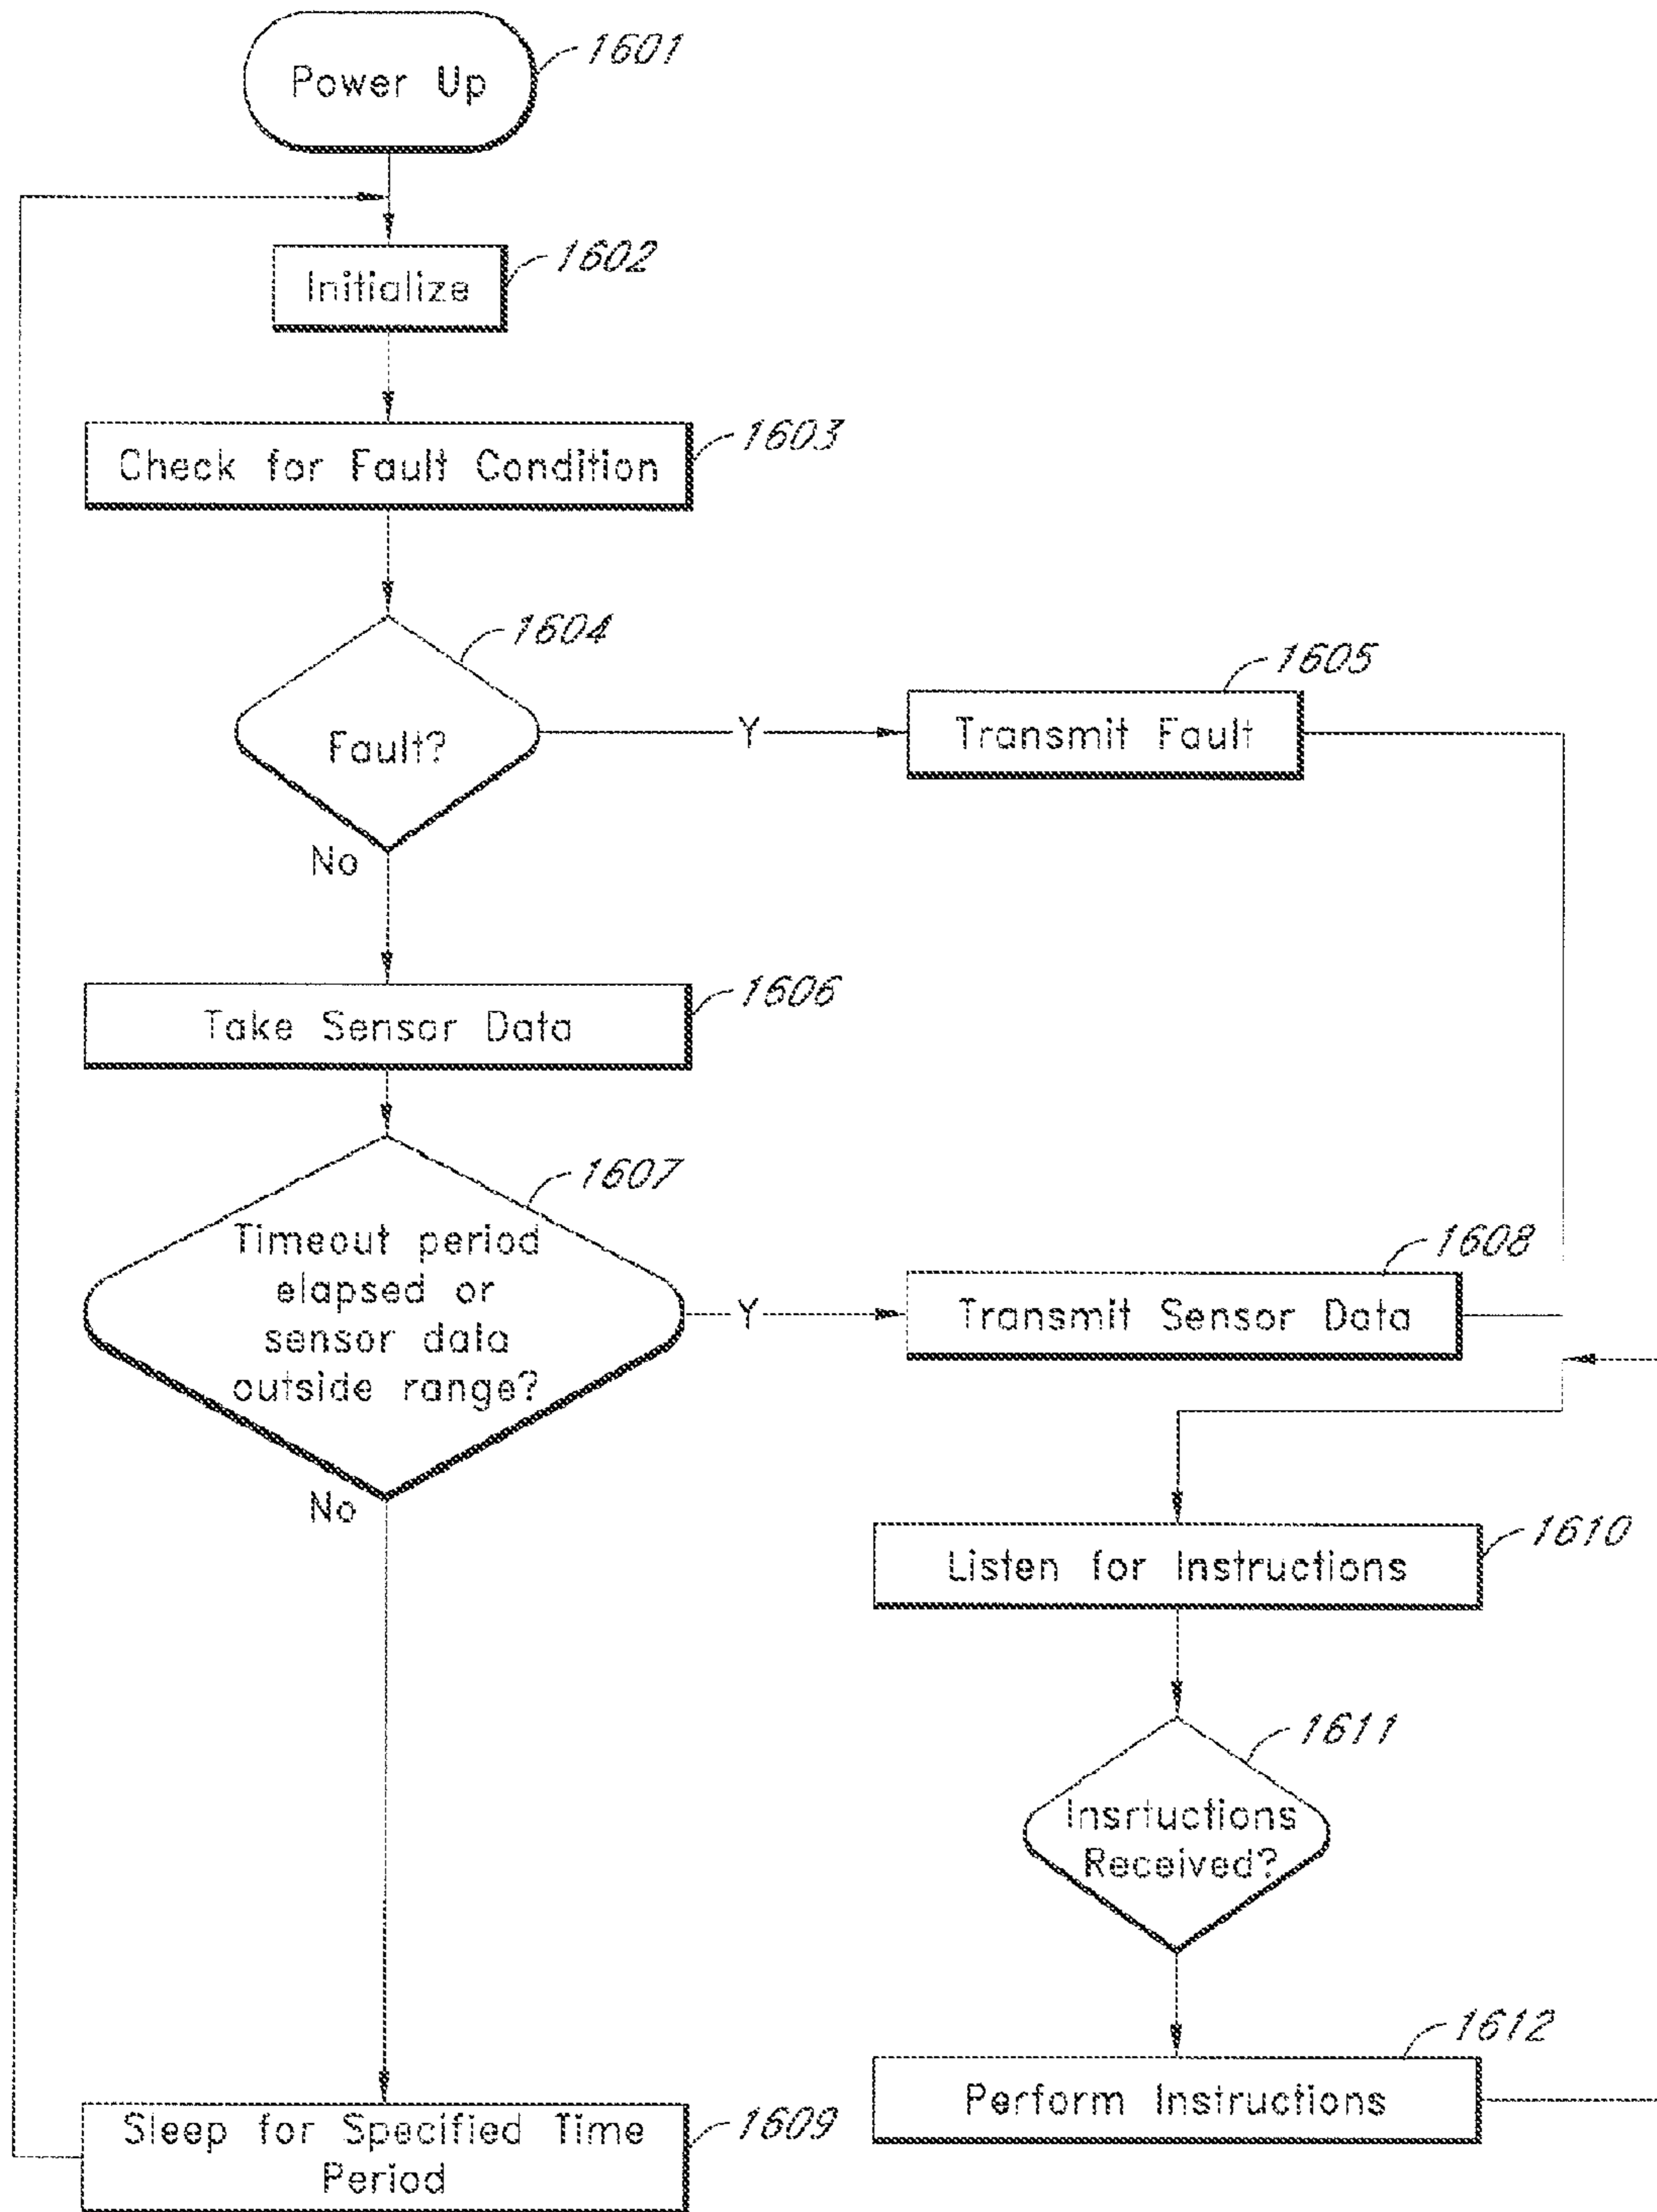 Power Up
1601
Initialize
1602
Check for Fault Condition
1603
Fault?
1604
Y
No
Transmit Fault
1605
Take Sensor Data
1606
Timeout period
elapsed or
sensor data
outside range?
1607
Y
No
Transmit Sensor Data
1608
Listen for Instructions
1610
Insrtuctions
Received?
1611
Perform Instructions
1612
Sleep for Specified Time
Period
1609